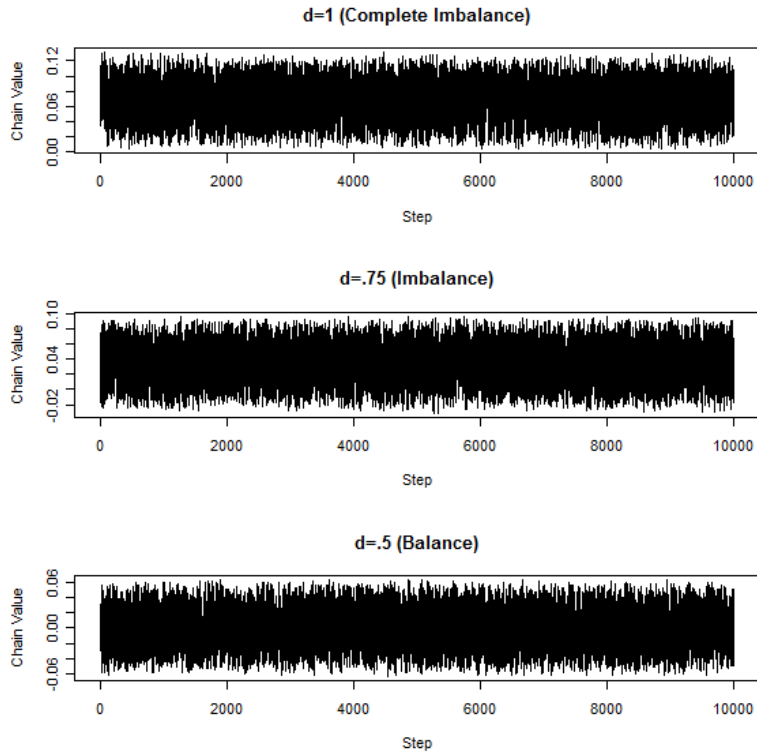 d=1 (Complete Imbalance)
Chain Value
0.12
0.06
0.00
0 2000 4000 6000 8000 10000
Step
d=.75 (Imbalance)
Chain Value
0.10
0.04
-0.02
0 2000 4000 6000 8000 10000
Step
d=.5 (Balance)
Chain Value
0.06
0.00
-0.06
0 2000 4000 6000 8000 10000
Step